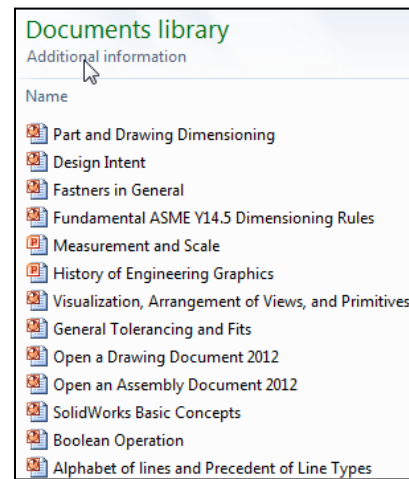 Documents library
Additional information
Name
Part and Drawing Dimensioning
Design Intent
Fastners in General
Fundamental ASME Y14.5 Dimensioning Rules
Measurement and Scale
History of Engineering Graphics
Visualization, Arrangement of Views, and Primitives
General Tolerancing and Fits
Open a Drawing Document 2012
Open an Assembly Document 2012
SolidWorks Basic Concepts
Boolean Operation
Alphabet of lines and Precedent of Line Types